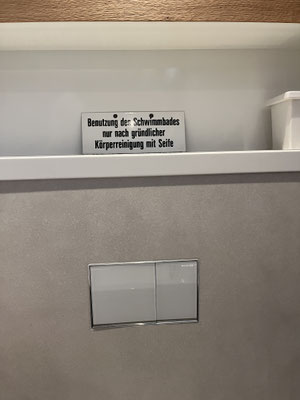 Benutzung des Schwimmbades
nur nach gründlicher
Körperreinigung mit Seife